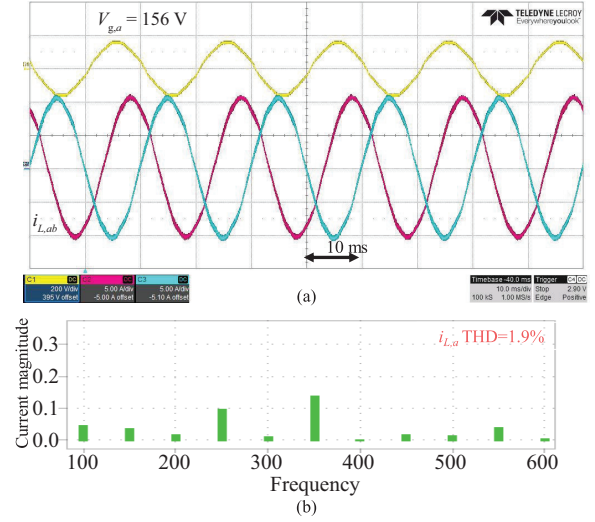 V_g,a = 156 V
TELEDYNE LECROY
Everywhereyoulook
i_L,ab
10 ms
C1 DC
200 V/div
395 V offset
DC
5.00 A/div
-5.00 A offset
C3 DC
5.00 A/div
-5.10 A offset
(a)
Timebase -40.0 ms
10.0 ms/div
100 kS 1.00 MS/s
Trigger C4 DC
Stop 2.90 V
Edge Positive
i_L,a THD=1.9%
Current magnitude
0.3
0.2
0.1
0.0
100 200 300 400 500 600
Frequency
(b)